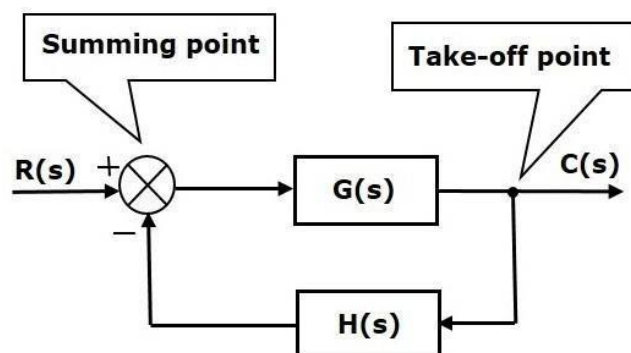 Summing point
Take-off point
R(s)
+
G(s)
C(s)
−
H(s)